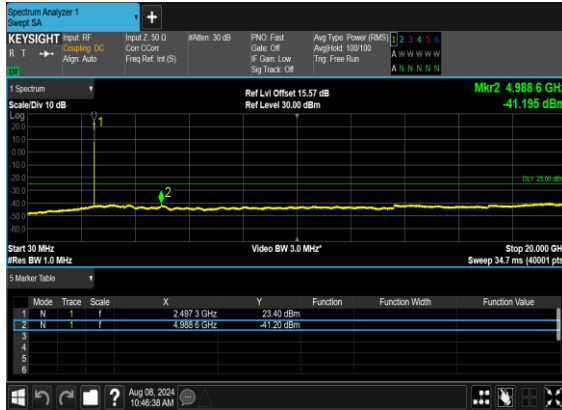 Spectrum Analyzer 1
Swept SA
KEYSIGHT Input: RF Input Z: 50 Ω #Atten: 30 dB PNO: Fast Avg Type: Power (RMS) 1 2 3 4 5 6
R T Coupling: DC Corr CCorr Gate: Off Avg|Hold: 100/100 A W W W W W
Align: Auto Freq Ref: Int (S) IF Gain: Low Trig: Free Run
Sig Track: Off A N N N N N
1 Spectrum Ref Lvl Offset 15.57 dB Mkr2 4.988 6 GHz
Scale/Div 10 dB Ref Level 30.00 dBm -41.195 dBm
Log
20.0
10.0
0.00
-10.0
-20.0
-30.0
-40.0
-50.0
-60.0
1
2
DL1 -25.00 dBm
Start 30 MHz Video BW 3.0 MHz* Stop 20.000 GHz
#Res BW 1.0 MHz Sweep 34.7 ms (40001 pts)
5 Marker Table
Mode Trace Scale X Y Function Function Width Function Value
1 N 1 f 2.497 3 GHz 23.40 dBm
2 N 1 f 4.988 6 GHz -41.20 dBm
3
4
5
6
? Aug 08, 2024
10:46:38 AM